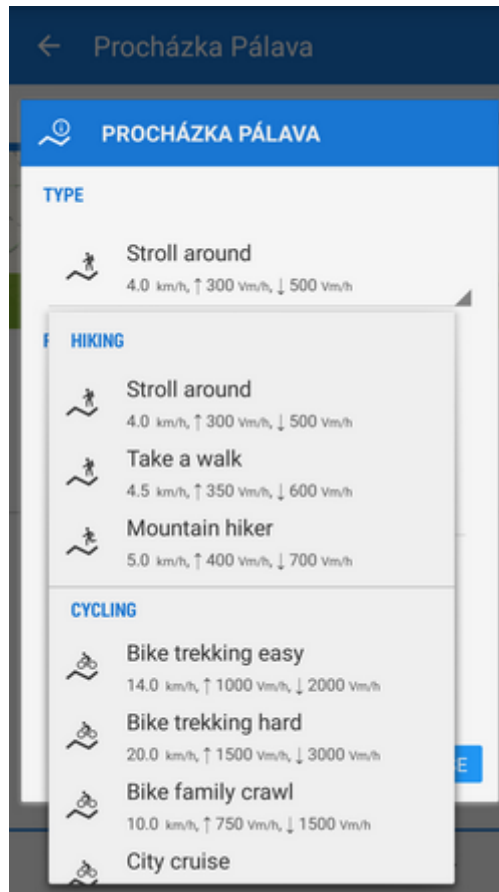 Procházka Pálava
PROCHÁZKA PÁLAVA
TYPE
Stroll around
4.0 km/h, ↑ 300 Vm/h, ↓ 500 Vm/h
HIKING
Stroll around
4.0 km/h, ↑ 300 Vm/h, ↓ 500 Vm/h
Take a walk
4.5 km/h, ↑ 350 Vm/h, ↓ 600 Vm/h
Mountain hiker
5.0 km/h, ↑ 400 Vm/h, ↓ 700 Vm/h
CYCLING
Bike trekking easy
14.0 km/h, ↑ 1000 Vm/h, ↓ 2000 Vm/h
Bike trekking hard
20.0 km/h, ↑ 1500 Vm/h, ↓ 3000 Vm/h
Bike family crawl
10.0 km/h, ↑ 750 Vm/h, ↓ 1500 Vm/h
City cruise